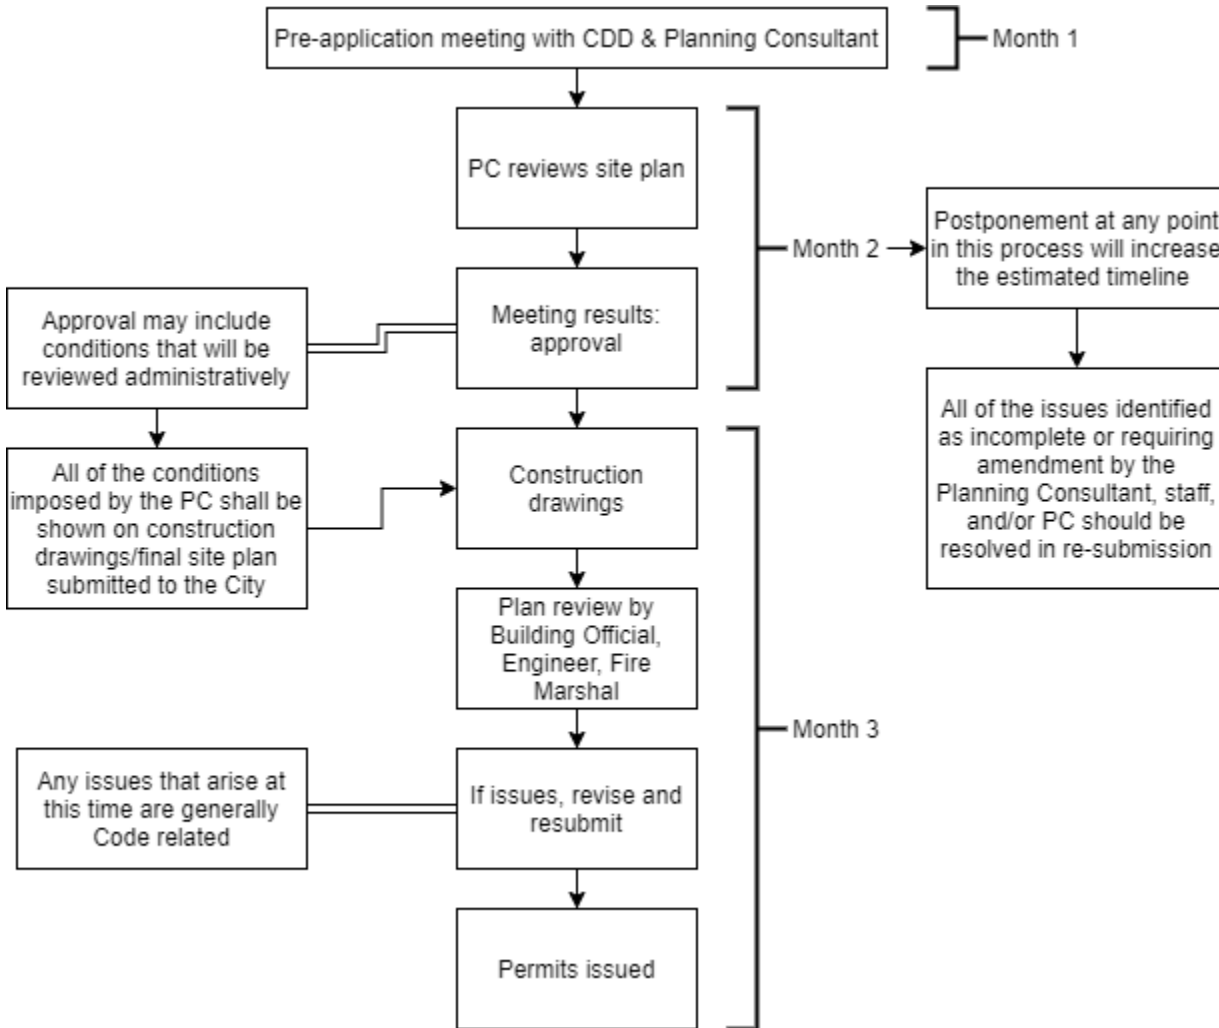 Pre-application meeting with CDD & Planning Consultant
Month 1
PC reviews site plan
Month 2
Postponement at any point
in this process will increase
the estimated timeline
Meeting results:
approval
Approval may include
conditions that will be
reviewed administratively
All of the issues identified
as incomplete or requiring
amendment by the
Planning Consultant, staff,
and/or PC should be
resolved in re-submission
All of the conditions
imposed by the PC shall be
shown on construction
drawings/final site plan
submitted to the City
Construction
drawings
Plan review by
Building Official,
Engineer, Fire
Marshal
Month 3
Any issues that arise at
this time are generally
Code related
If issues, revise and
resubmit
Permits issued